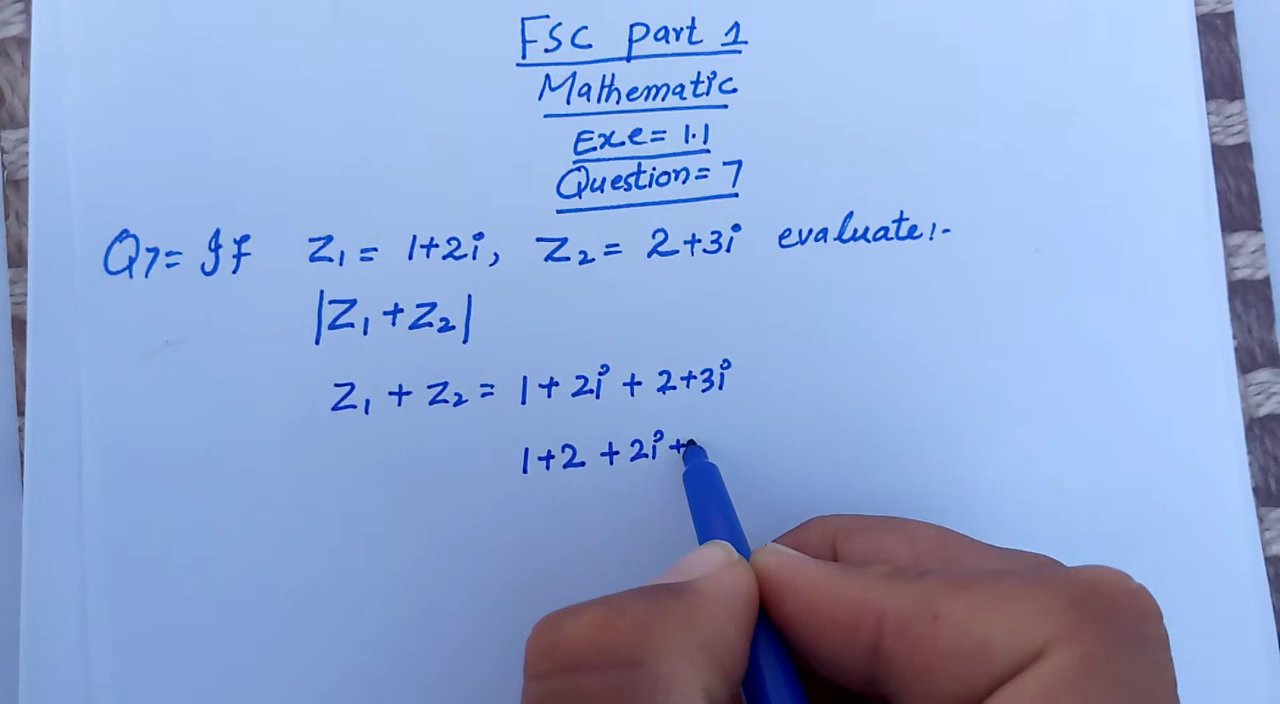 FSC part 1
Mathematic
Exe = 1.1
Question = 7
Q7= If Z₁ = 1+2i, Z₂ = 2+3i evaluate:-
|Z₁ + Z₂|
Z₁ + Z₂ = 1 + 2i + 2+3i
1+2 + 2i +